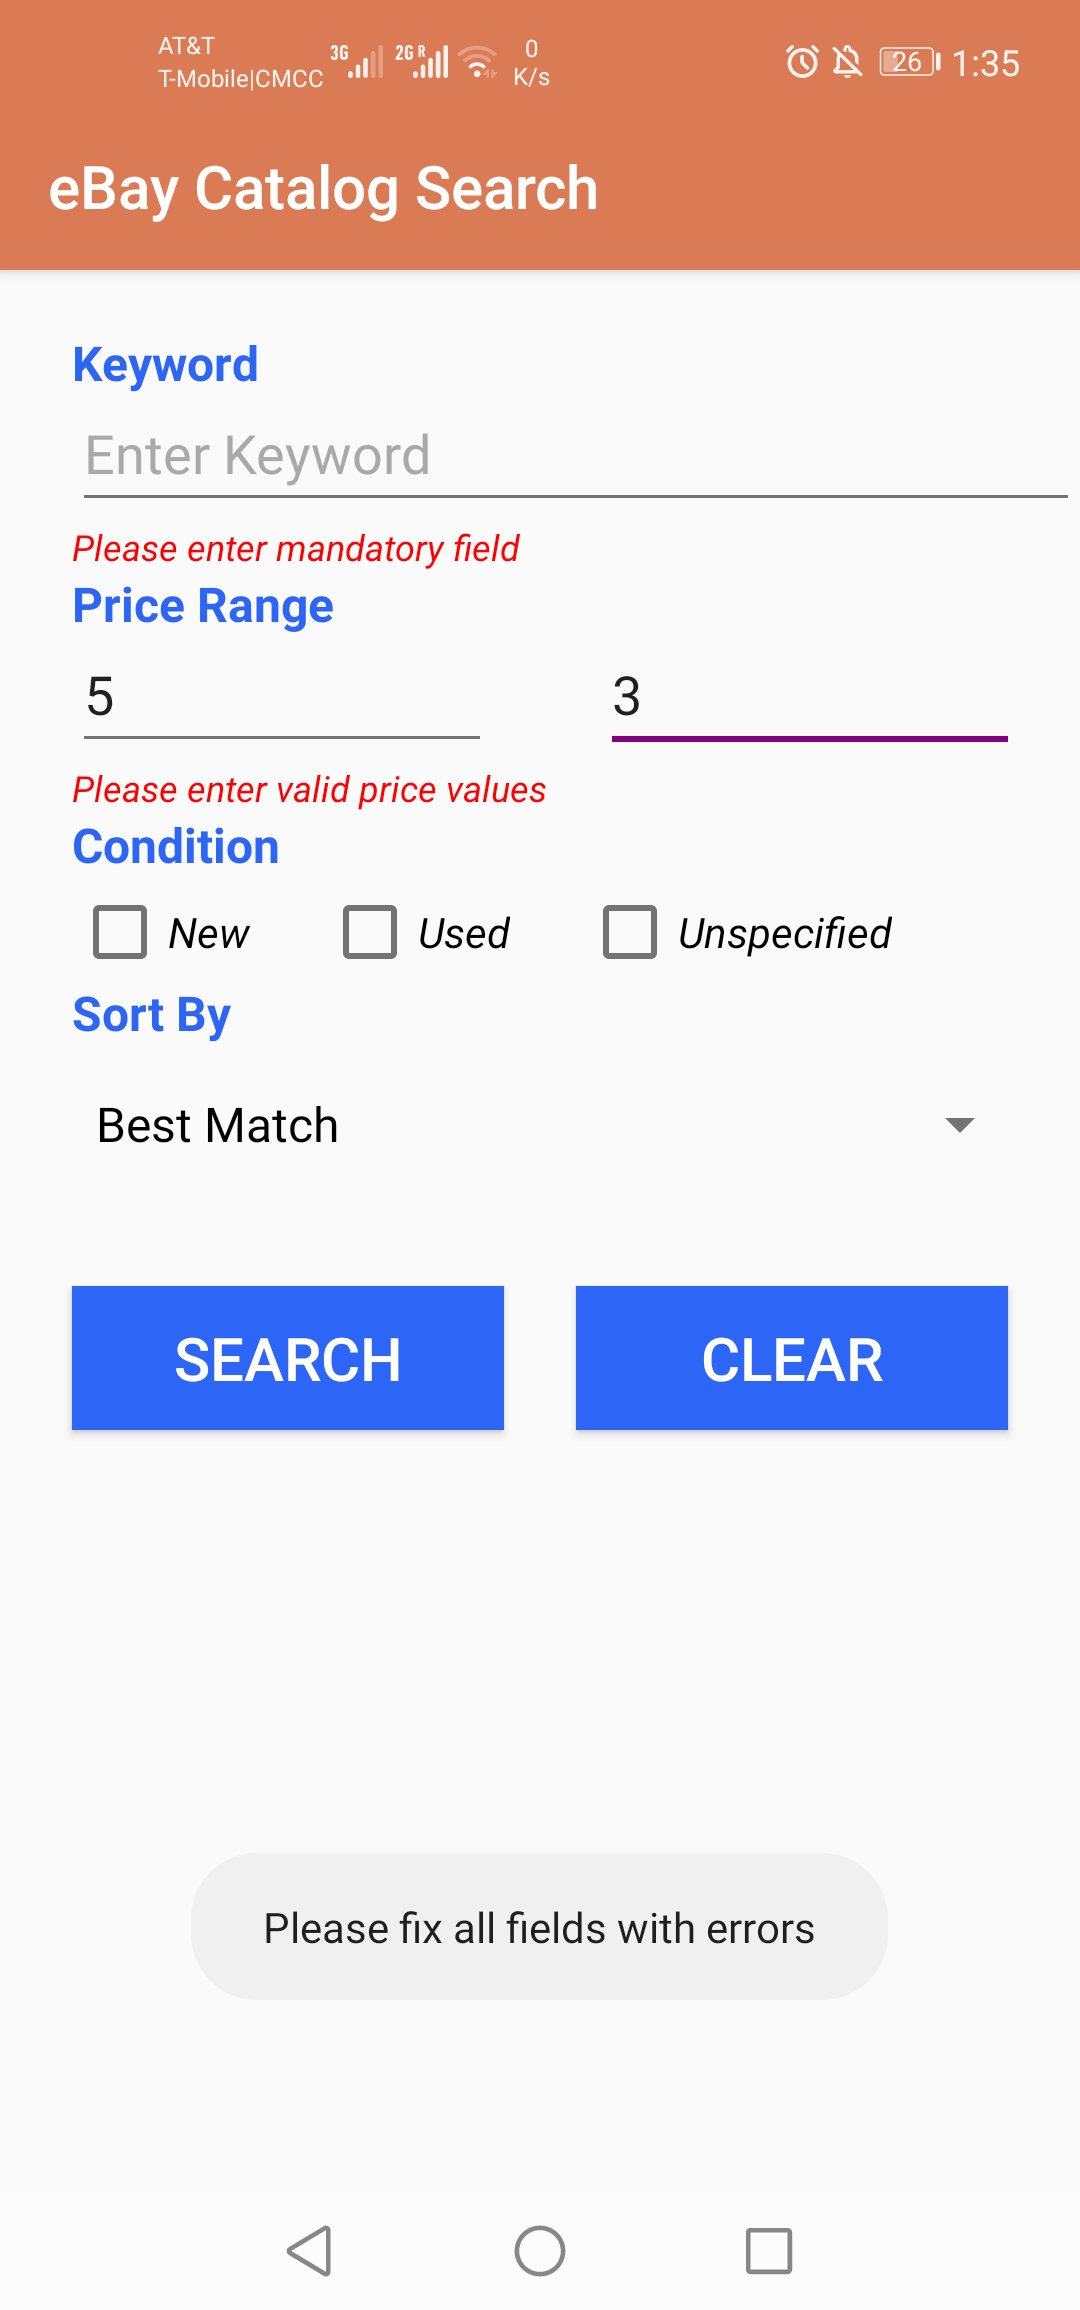 AT&T
T-Mobile|CMCC 3G 2G R 0 K/s 26 1:35
eBay Catalog Search
Keyword
Enter Keyword
Please enter mandatory field
Price Range
5 3
Please enter valid price values
Condition
New Used Unspecified
Sort By
Best Match
SEARCH CLEAR
Please fix all fields with errors